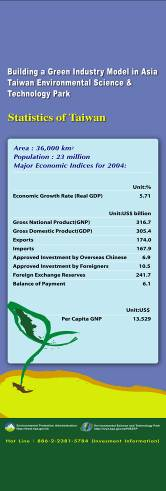 Building a Green Industry Model in Asia
Taiwan Environmental Science &
Technology Park
Statistics of Taiwan
Area : 36,000 km²
Population : 23 million
Major Economic Indices for 2004:
Unit:%
Economic Growth Rate (Real GDP) 5.71
Unit:US$ billion
Gross National Product(GNP) 316.7
Gross Domestic Product(GDP) 305.4
Exports 174.0
Imports 167.9
Approved Investment by Overseas Chinese 6.9
Approved Investment by Foreigners 10.5
Foreign Exchange Reserves 241.7
Balance of Payment 6.1
Unit:US$
Per Capita GNP 13,529
Environmental Protection Administration
Environmental Science and Technology Park
Hot Line : 886-2-2381-5784 (Invesment Information)